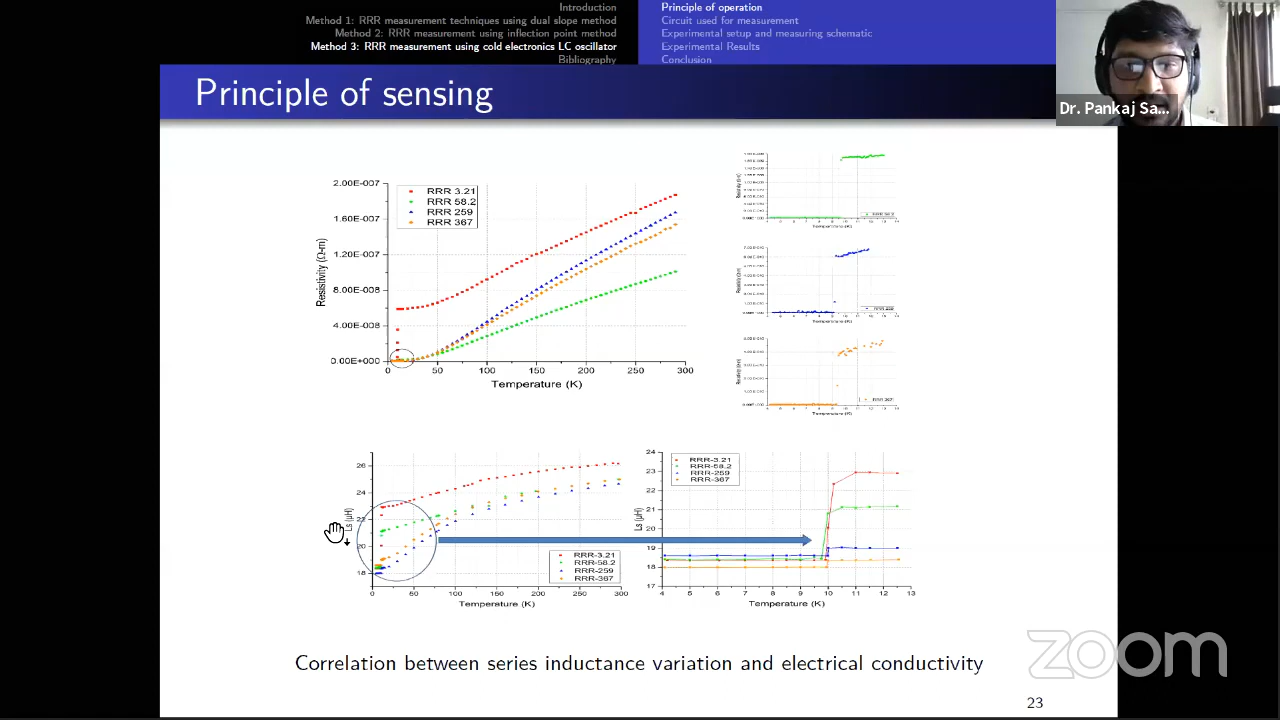 Introduction
Method 1: RRR measurement techniques using dual slope method
Method 2: RRR measurement using inflection point method
Method 3: RRR measurement using cold electronics LC oscillator
Bibliography
Principle of operation
Circuit used for measurement
Experimental setup and measuring schematic
Experimental Results
Conclusion
Dr. Pankaj Sa...
Principle of sensing
2.00E-007
1.60E-007
1.20E-007
8.00E-008
4.00E-008
0.00E+000
Ressitivity (Ω-m)
RRR 3.21
RRR 58.2
RRR 259
RRR 367
0 50 100 150 200 250 300
Temperature (K)
Temperature (K)
Temperature (K)
Temperature (K)
26
24
22
20
18
Ls (μH)
RRR-3.21
RRR-58.2
RRR-259
RRR-367
0 50 100 150 200 250 300
Temperature (K)
24
23
22
21
20
19
18
17
Ls (μH)
RRR-3.21
RRR-58.2
RRR-259
RRR-367
4 5 6 7 8 9 10 11 12 13
Temperature (K)
Correlation between series inductance variation and electrical conductivity
zoom
23